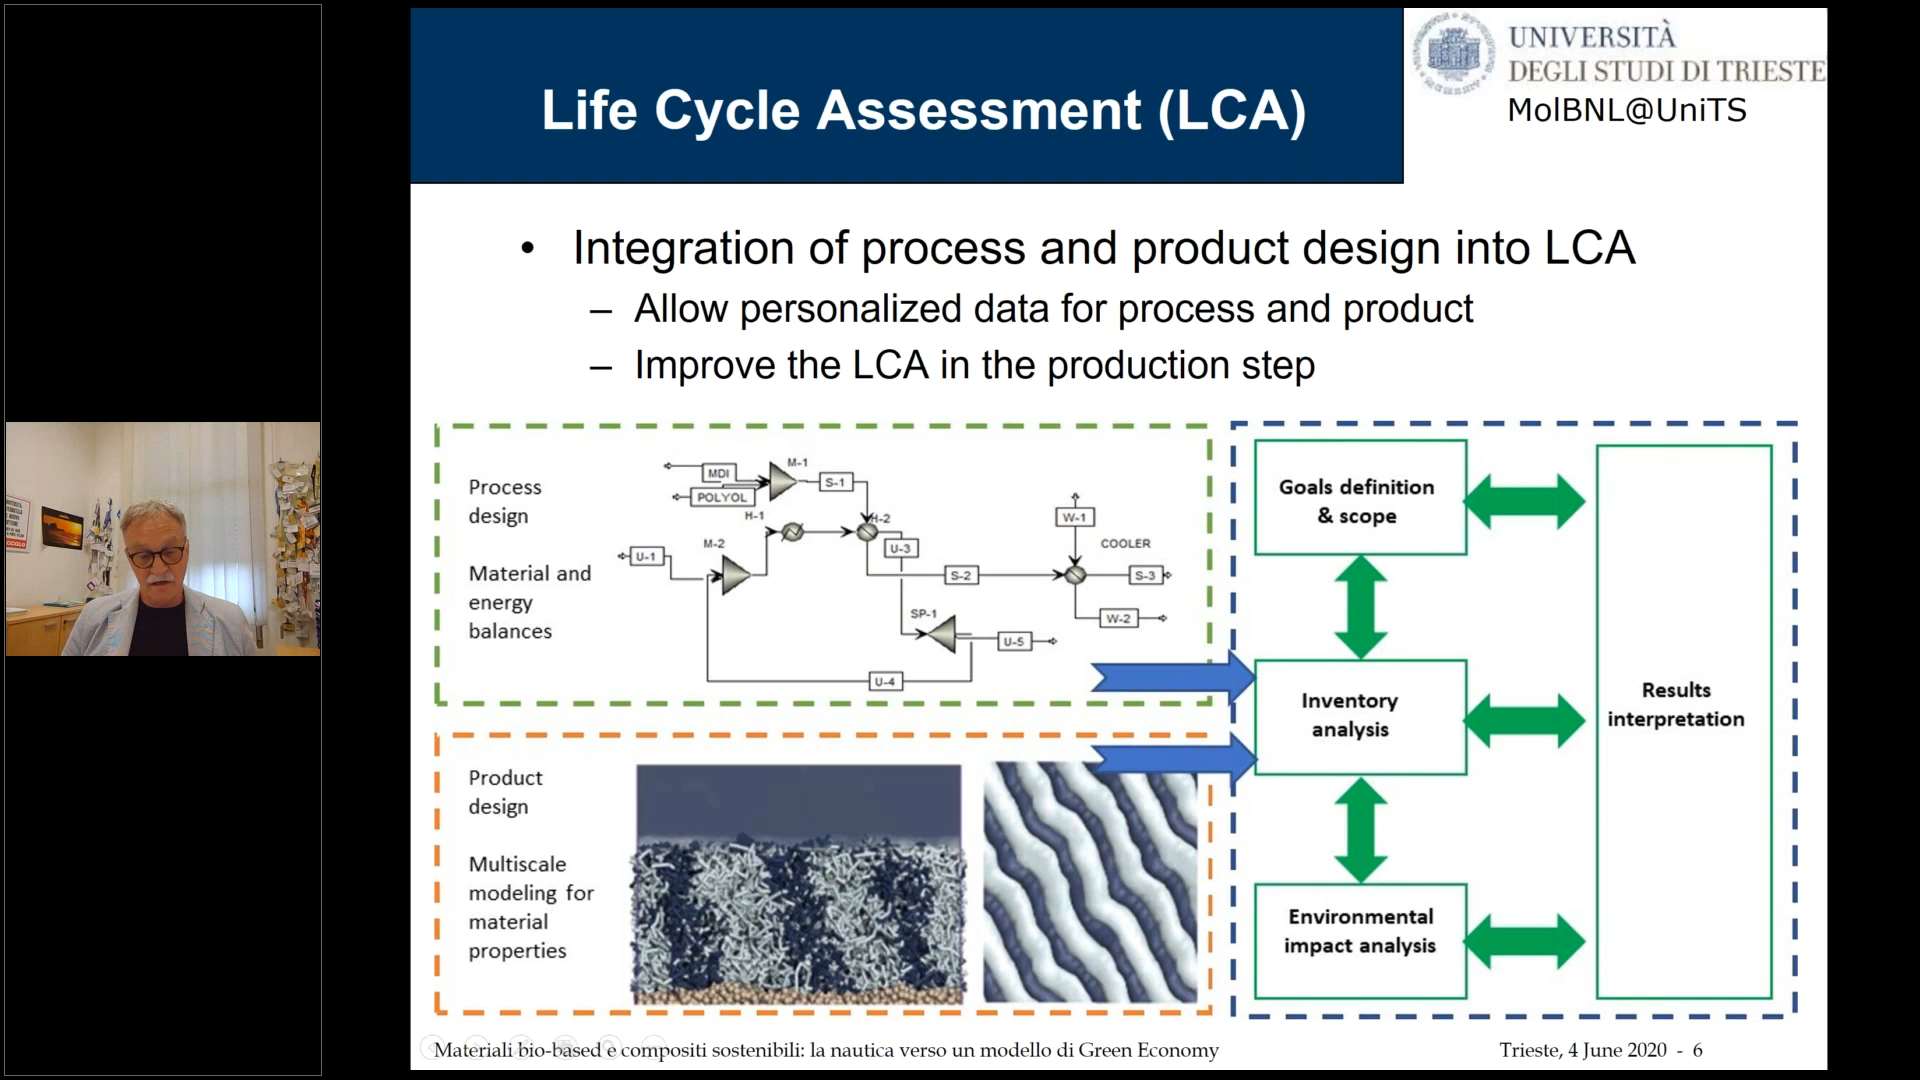 Life Cycle Assessment (LCA)
UNIVERSITÀ
DEGLI STUDI DI TRIESTE
MolBNL@UniTS
• Integration of process and product design into LCA
– Allow personalized data for process and product
– Improve the LCA in the production step
Process
design
Material and
energy
balances
MDI
POLYOL
M-1
S-1
H-1
H-2
U-1
M-2
U-3
W-1
COOLER
S-2
S-3
W-2
SP-1
U-5
U-4
Product
design
Multiscale
modeling for
material
properties
Goals definition
& scope
Inventory
analysis
Environmental
impact analysis
Results
interpretation
Materiali bio-based e compositi sostenibili: la nautica verso un modello di Green Economy
Trieste, 4 June 2020 - 6